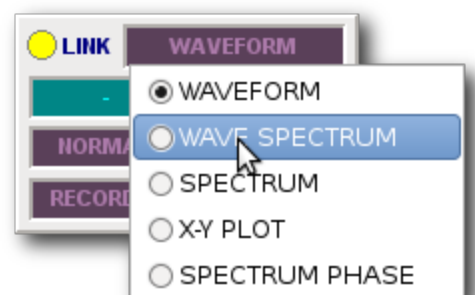 LINK WAVEFORM
-
WAVEFORM
NORMA
WAVE SPECTRUM
RECORD
SPECTRUM
X-Y PLOT
SPECTRUM PHASE